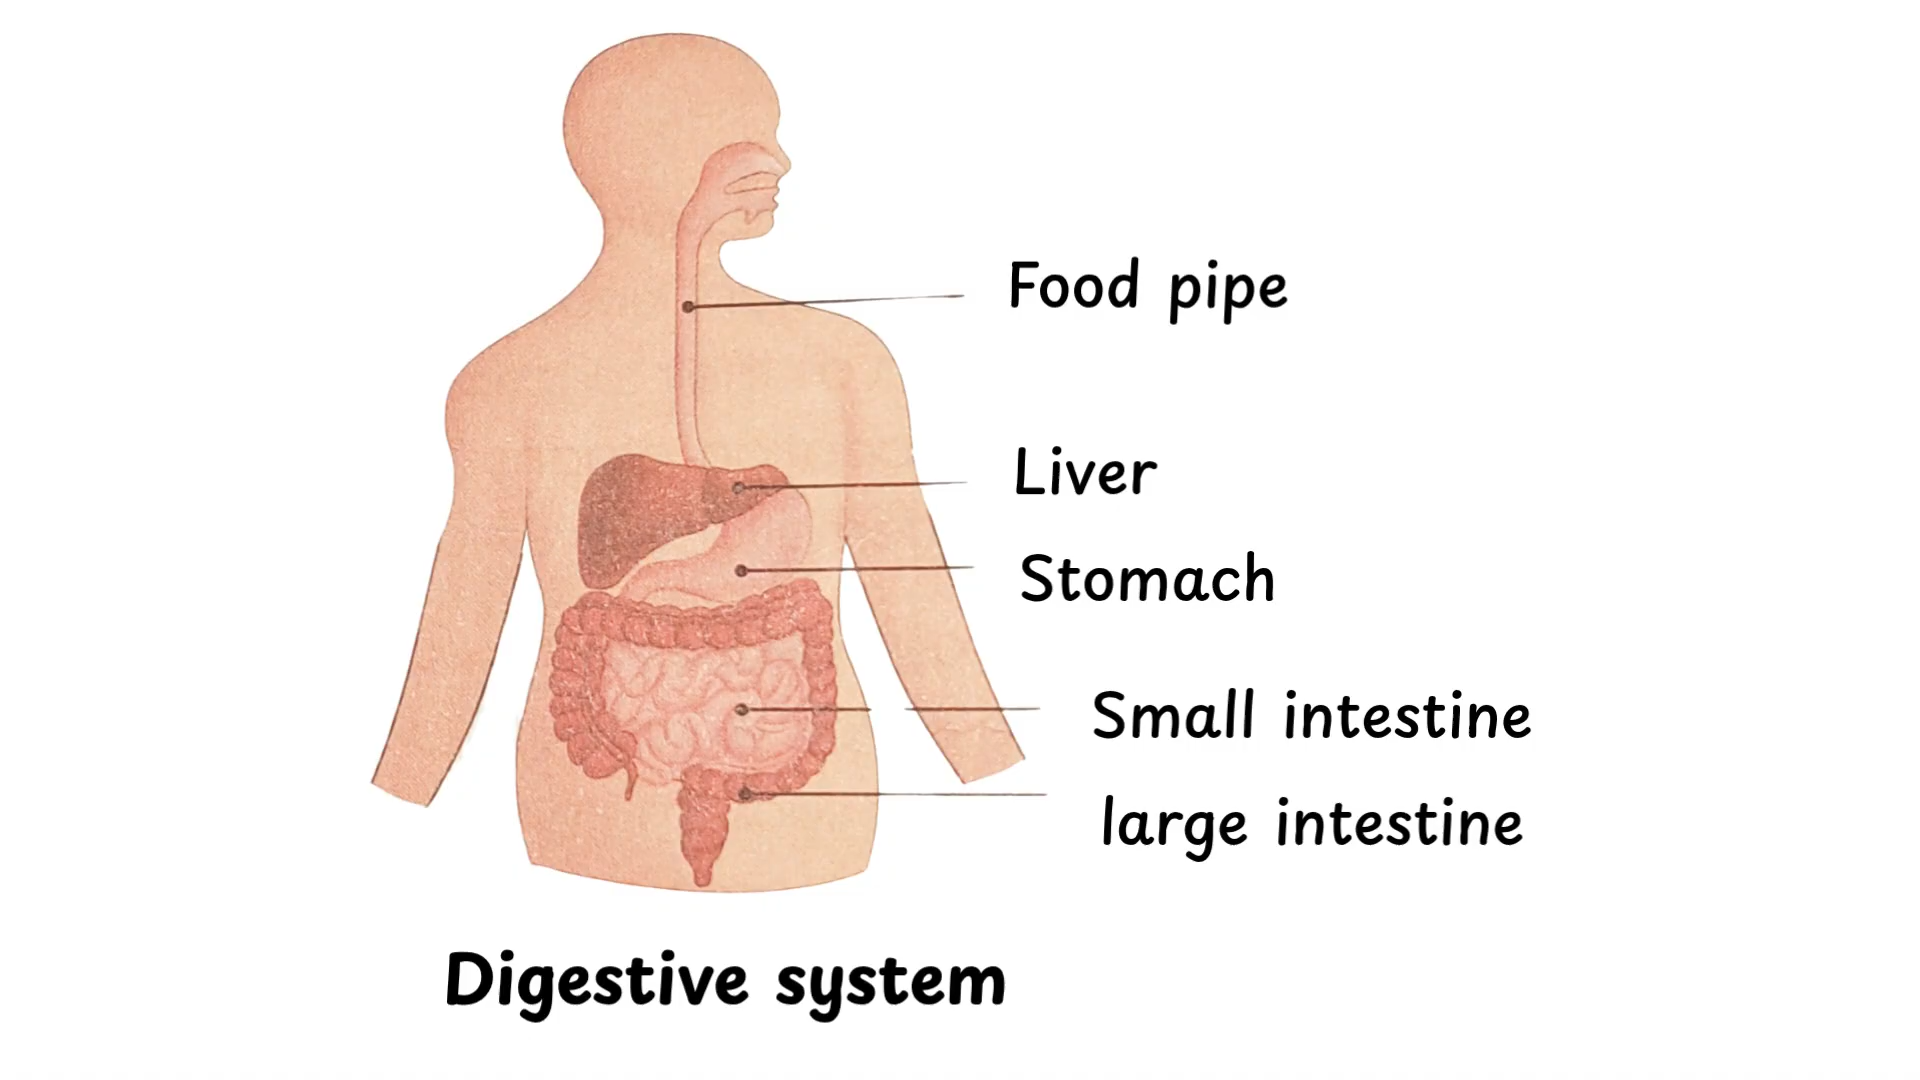 Food pipe
Liver
Stomach
Small intestine
large intestine
Digestive system